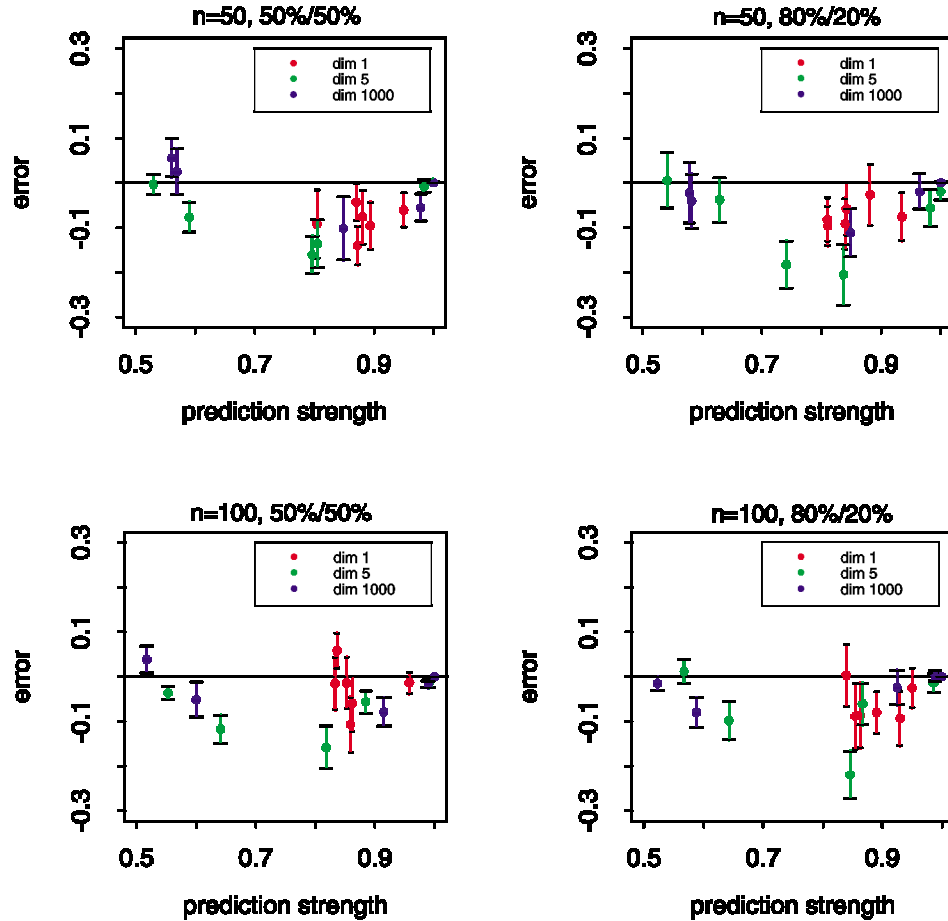 n=50, 50%/50%
0.3
0.1
-0.1
-0.3
error
dim 1
dim 5
dim 1000
0.5
0.7
0.9
prediction strength
n=50, 80%/20%
0.3
0.1
-0.1
-0.3
error
dim 1
dim 5
dim 1000
0.5
0.7
0.9
prediction strength
n=100, 50%/50%
0.3
0.1
-0.1
-0.3
error
dim 1
dim 5
dim 1000
0.5
0.7
0.9
prediction strength
n=100, 80%/20%
0.3
0.1
-0.1
-0.3
error
dim 1
dim 5
dim 1000
0.5
0.7
0.9
prediction strength